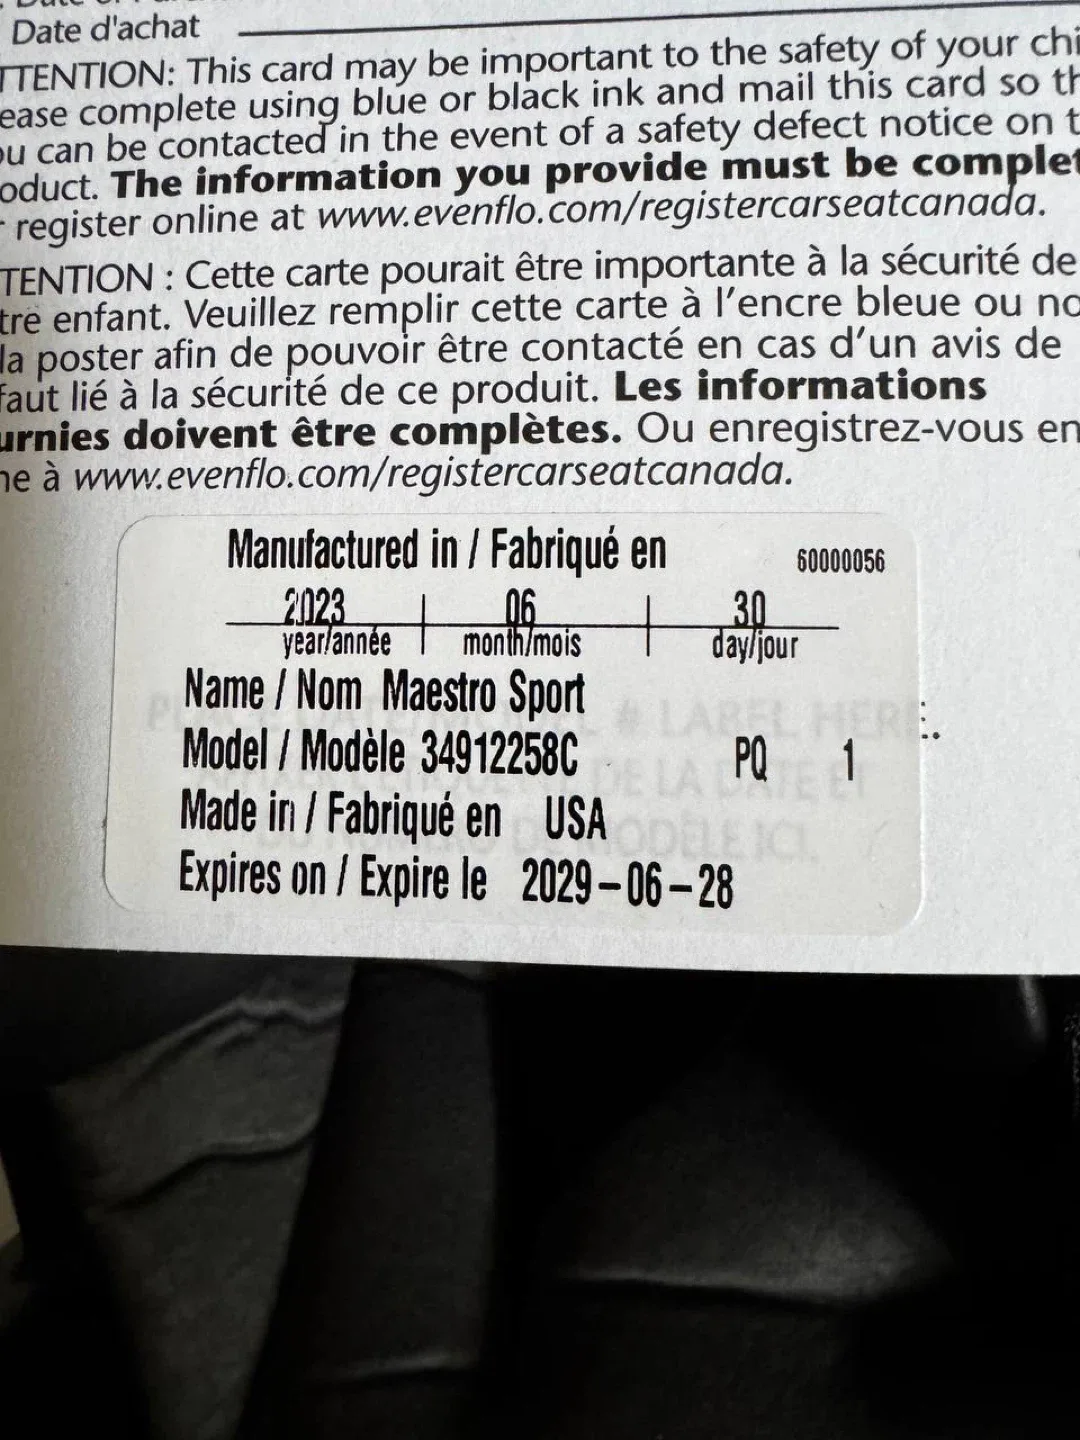 Date d'achat
TTENTION: This card may be important to the safety of your chi
ease complete using blue or black ink and mail this card so th
ou can be contacted in the event of a safety defect notice on t
oduct. The information you provide must be complet
register online at www.evenflo.com/registercarseatcanada.
TENTION : Cette carte pourait être importante à la sécurité de
tre enfant. Veuillez remplir cette carte à l'encre bleue ou no
la poster afin de pouvoir être contacté en cas d'un avis de
faut lié à la sécurité de ce produit. Les informations
urnies doivent être complètes. Ou enregistrez-vous en
ne à www.evenflo.com/registercarseatcanada.
Manufactured in / Fabriqué en 60000056
2023 06 30
year/année month/mois day/jour
Name / Nom Maestro Sport
Model / Modèle 34912258C PQ 1
Made in / Fabriqué en USA
Expires on / Expire le 2029-06-28